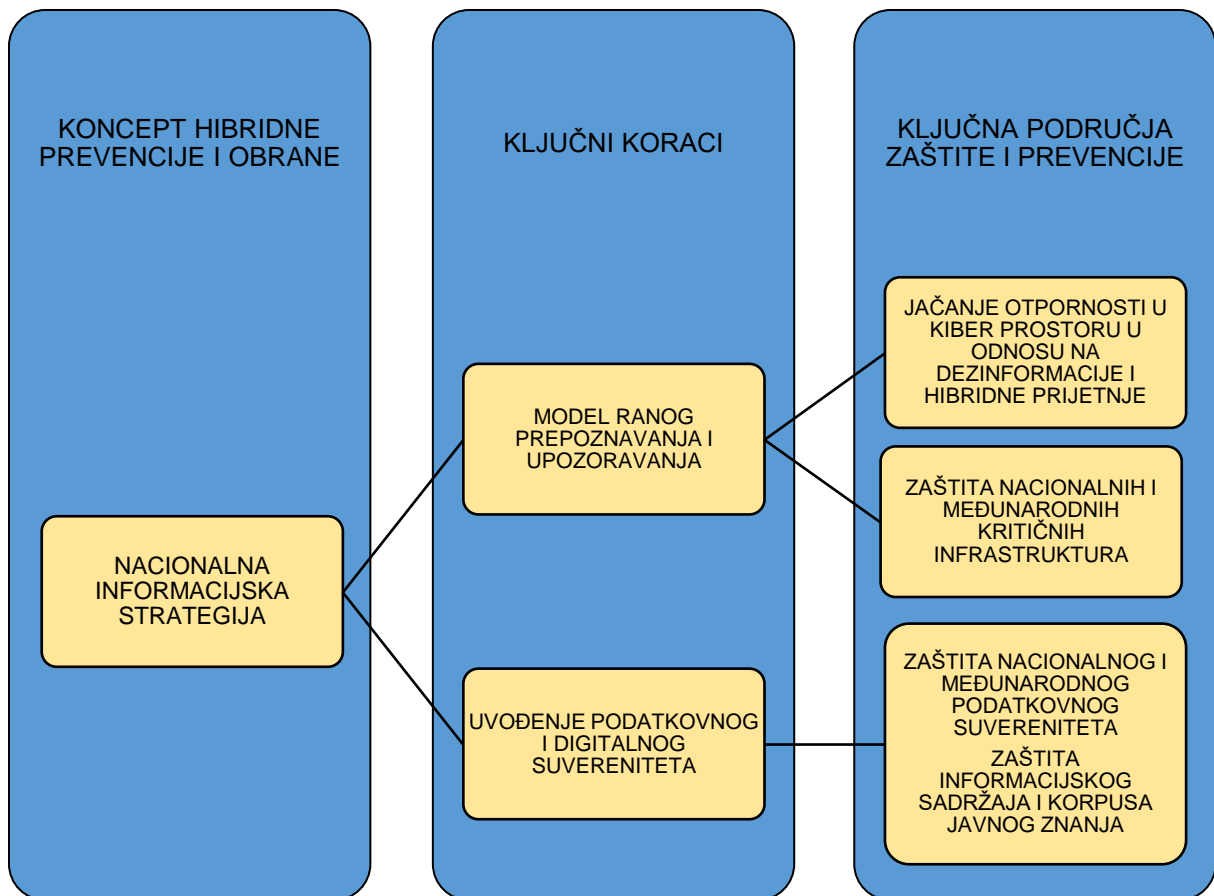 KONCEPT HIBRIDNE
PREVENCIJE I OBRANE
NACIONALNA
INFORMACIJSKA
STRATEGIJA
KLJUČNI KORACI
MODEL RANOG
PREPOZNAVANJA I
UPOZORAVANJA
UVOĐENJE PODATKOVNOG
I DIGITALNOG
SUVERENITETA
KLJUČNA PODRUČJA
ZAŠTITE I PREVENCIJE
JAČANJE OTPORNOSTI U
KIBER PROSTORU U
ODNOSU NA
DEZINFORMACIJE I
HIBRIDNE PRIJETNJE
ZAŠTITA NACIONALNIH I
MEĐUNARODNIH
KRITIČNIH
INFRASTRUKTURA
ZAŠTITA NACIONALNOG I
MEĐUNARODNOG
PODATKOVNOG
SUVERENITETA
ZAŠTITA
INFORMACIJSKOG
SADRŽAJA I KORPUSA
JAVNOG ZNANJA